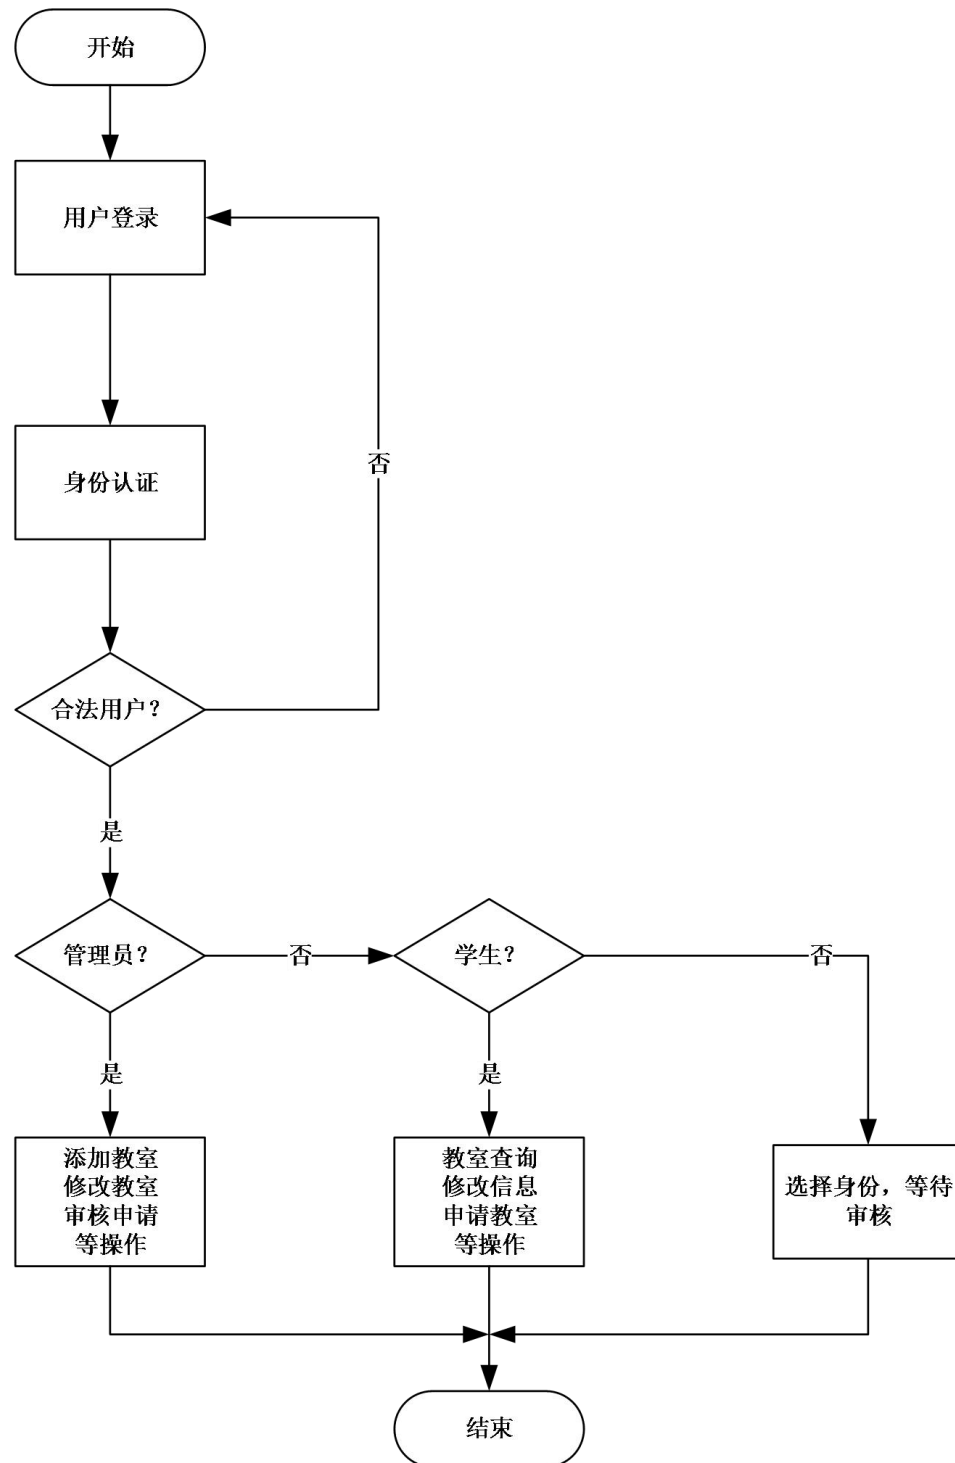 开始
用户登录
否
身份认证
合法用户？
是
管理员？
否
学生？
否
是
是
添加教室
修改教室
审核申请
等操作
教室查询
修改信息
申请教室
等操作
选择身份，等待
审核
结束